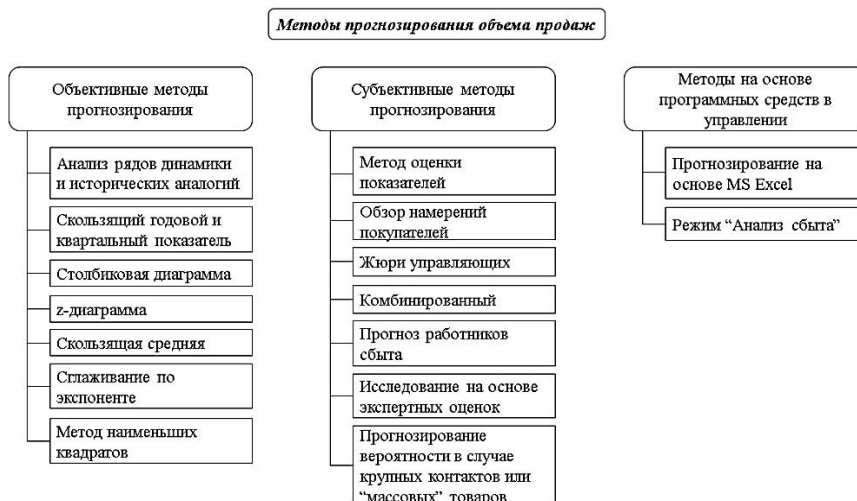 Методы прогнозирования объема продаж
Объективные методы
прогнозирования
Анализ рядов динамики
и исторических аналогий
Скользящий годовой и
квартальный показатель
Столбиковая диаграмма
z-диаграмма
Скользящая средняя
Сглаживание по
экспоненте
Метод наименьших
квадратов
Субъективные методы
прогнозирования
Метод оценки
показателей
Обзор намерений
покупателей
Жюри управляющих
Комбинированный
Прогноз работников
сбыта
Исследование на основе
экспертных оценок
Прогнозирование
вероятности в случае
крупных контактов или
“массовых” товаров
Методы на основе
программных средств в
управлении
Прогнозирование на
основе MS Excel
Режим “Анализ сбыта”